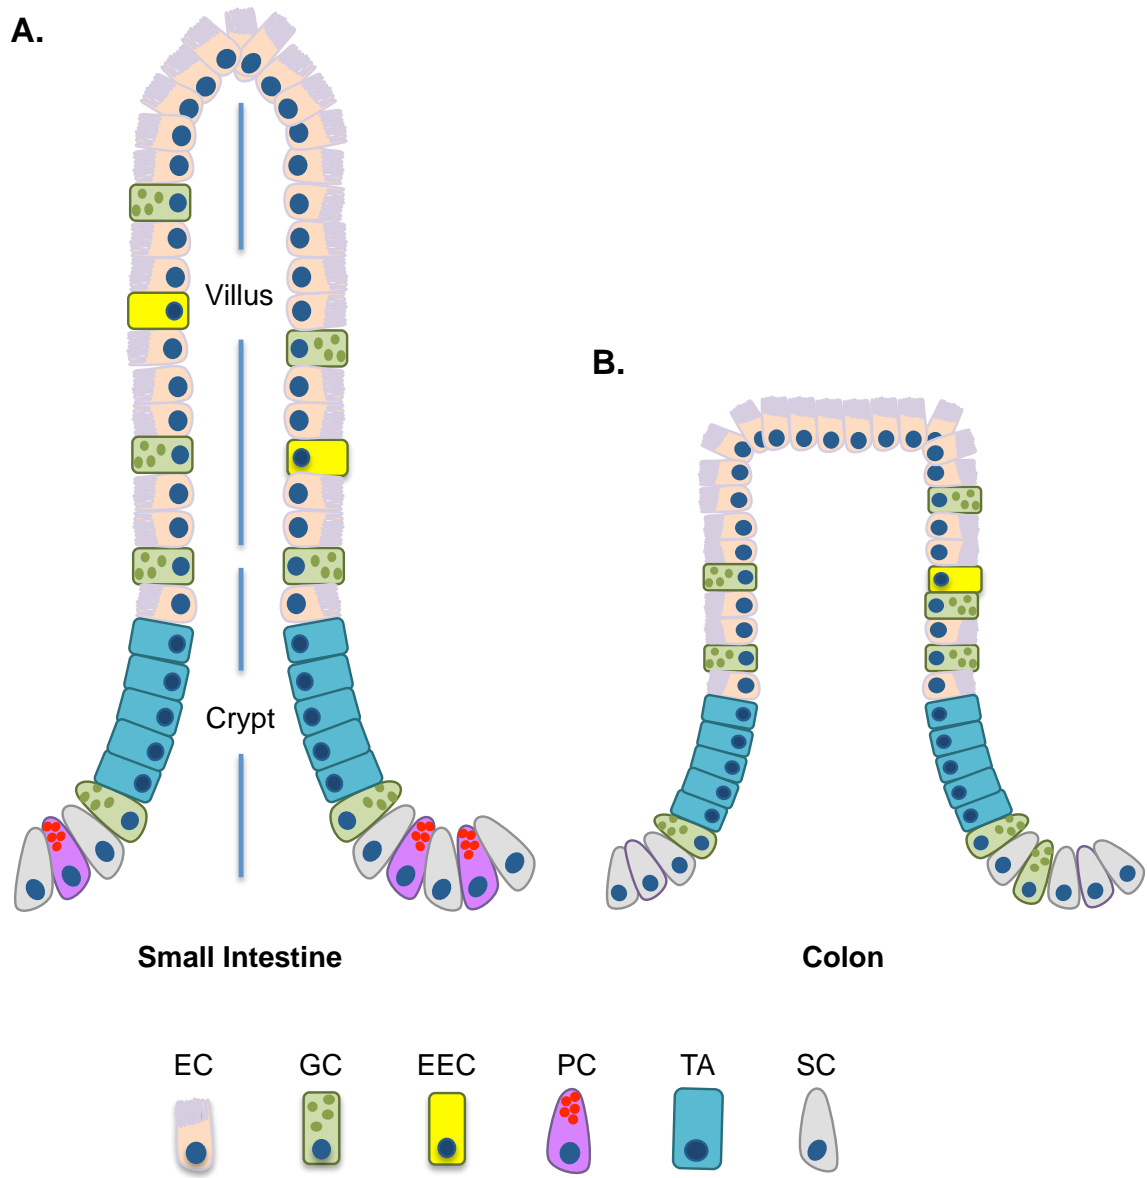 A.
Villus
B.
Crypt
Small Intestine
Colon
EC GC EEC PC TA SC